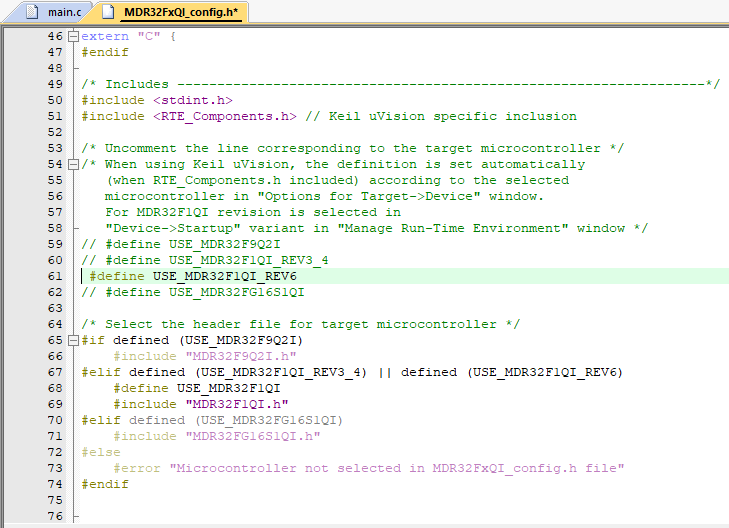 main.c MDR32FxQI_config.h*
46 extern "C" {
47 #endif
48
49 /* Includes ------------------------------------------------------------------*/
50 #include <stdint.h>
51 #include <RTE_Components.h> // Keil uVision specific inclusion
52
53 /* Uncomment the line corresponding to the target microcontroller */
54 /* When using Keil uVision, the definition is set automatically
55 (when RTE_Components.h included) according to the selected
56 microcontroller in "Options for Target->Device" window.
57 For MDR32F1QI revision is selected in
58 "Device->Startup" variant in "Manage Run-Time Environment" window */
59 // #define USE_MDR32F9Q2I
60 // #define USE_MDR32F1QI_REV3_4
61 #define USE_MDR32F1QI_REV6
62 // #define USE_MDR32FG16S1QI
63
64 /* Select the header file for target microcontroller */
65 #if defined (USE_MDR32F9Q2I)
66 #include "MDR32F9Q2I.h"
67 #elif defined (USE_MDR32F1QI_REV3_4) || defined (USE_MDR32F1QI_REV6)
68 #define USE_MDR32F1QI
69 #include "MDR32F1QI.h"
70 #elif defined (USE_MDR32FG16S1QI)
71 #include "MDR32FG16S1QI.h"
72 #else
73 #error "Microcontroller not selected in MDR32FxQI_config.h file"
74 #endif
75
76